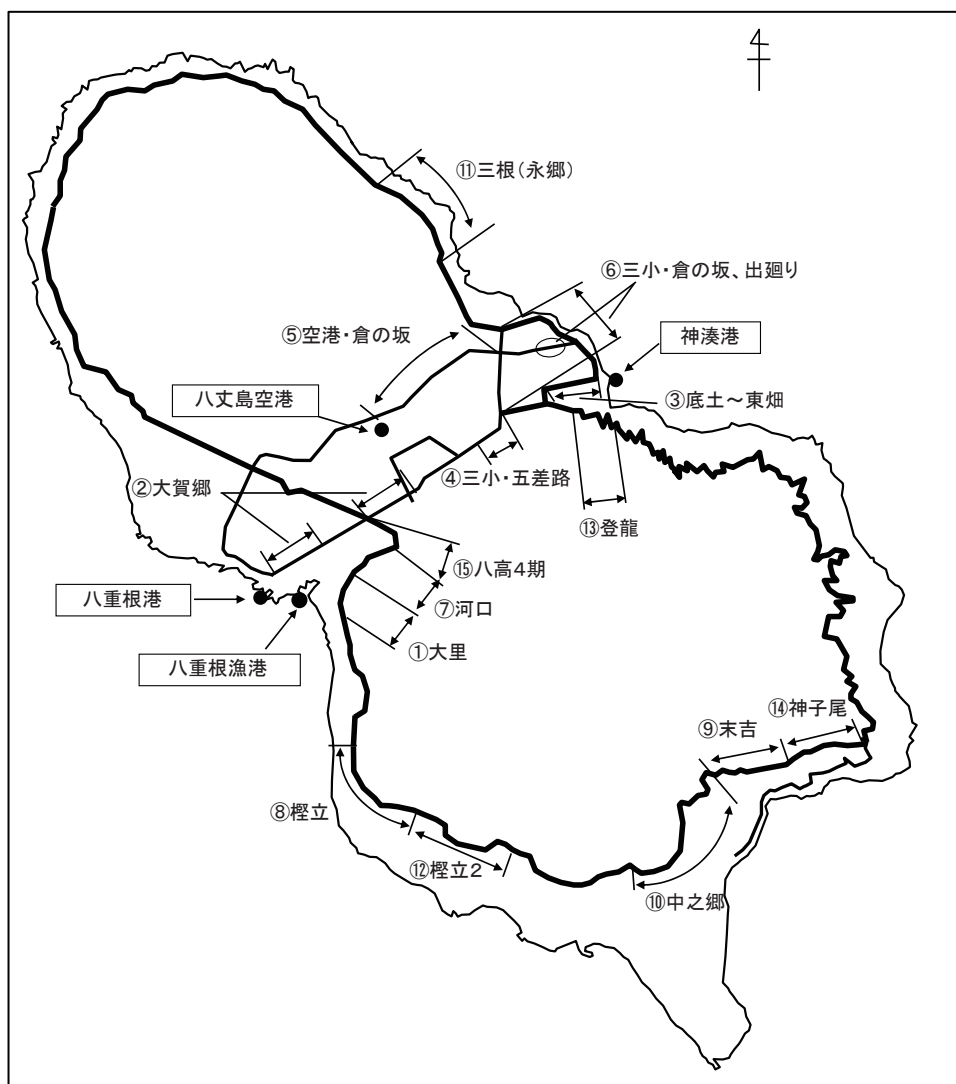 ⑪三根(永郷)
⑥三小・倉の坂、出廻り
⑤空港・倉の坂
神湊港
八丈島空港
③底土～東畑
②大賀郷
④三小・五差路
⑬登龍
⑮八高4期
八重根港
⑦河口
①大里
八重根漁港
⑭神子尾
⑨末吉
⑧樫立
⑫樫立2
⑩中之郷